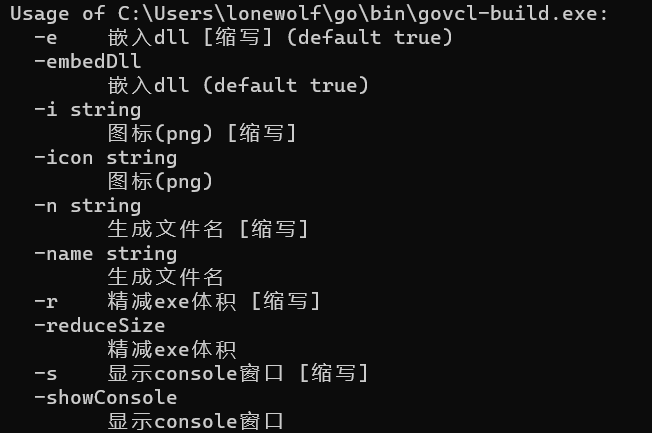 Usage of C:\Users\lonewolf\go\bin\govcl-build.exe:
-e 嵌入dll [缩写] (default true)
-embedDll
嵌入dll (default true)
-i string
图标(png) [缩写]
-icon string
图标(png)
-n string
生成文件名 [缩写]
-name string
生成文件名
-r 精减exe体积 [缩写]
-reduceSize
精减exe体积
-s 显示console窗口 [缩写]
-showConsole
显示console窗口